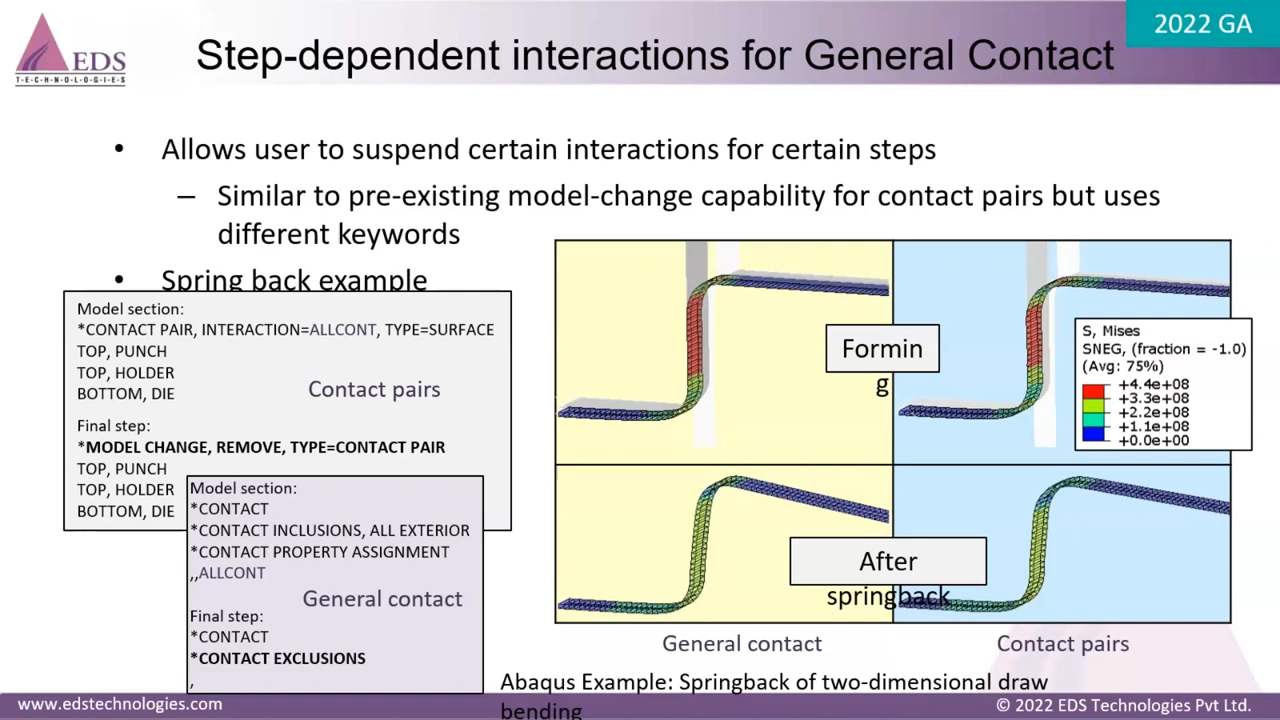 2022 GA
EDS
T·E·C·H·N·O·L·O·G·I·E·S
Step-dependent interactions for General Contact
• Allows user to suspend certain interactions for certain steps
– Similar to pre-existing model-change capability for contact pairs but uses
different keywords
• Spring back example
Model section:
*CONTACT PAIR, INTERACTION=ALLCONT, TYPE=SURFACE
TOP, PUNCH
TOP, HOLDER
BOTTOM, DIE
Contact pairs
Final step:
*MODEL CHANGE, REMOVE, TYPE=CONTACT PAIR
TOP, PUNCH
TOP, HOLDER
BOTTOM, DIE
Model section:
*CONTACT
*CONTACT INCLUSIONS, ALL EXTERIOR
*CONTACT PROPERTY ASSIGNMENT
,,ALLCONT
General contact
Final step:
*CONTACT
*CONTACT EXCLUSIONS
,
Formin
g
S, Mises
SNEG, (fraction = -1.0)
(Avg: 75%)
+4.4e+08
+3.3e+08
+2.2e+08
+1.1e+08
+0.0e+00
After
springback
General contact
Contact pairs
Abaqus Example: Springback of two-dimensional draw
bending
www.edstechnologies.com
© 2022 EDS Technologies Pvt Ltd.